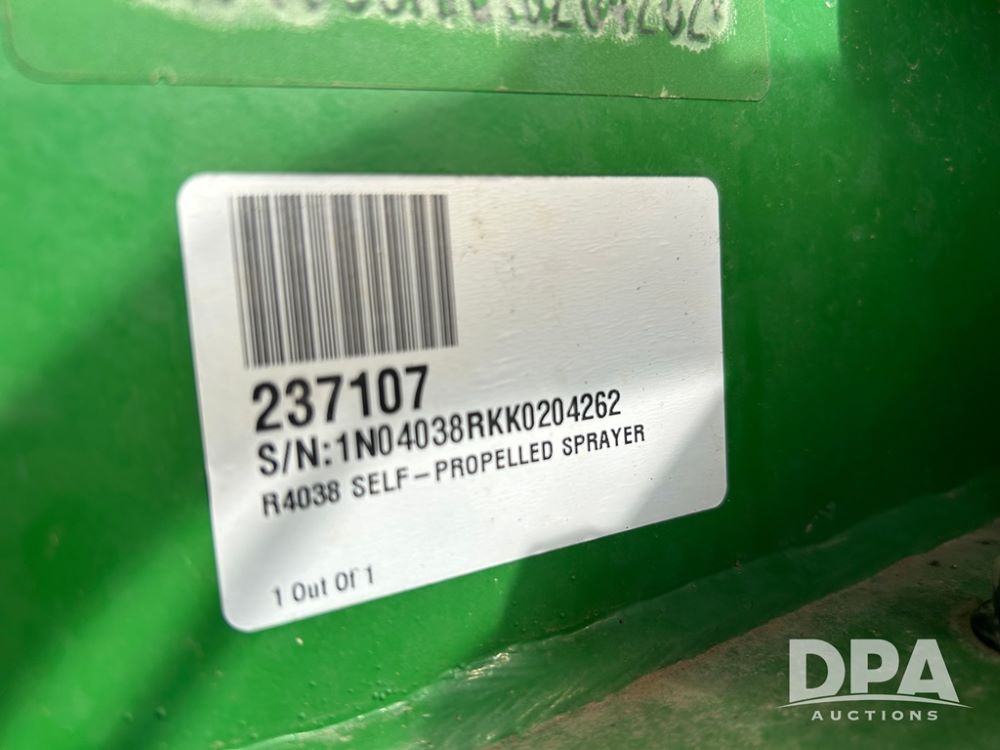 237107
S/N:1N04038RKK0204262
R4038 SELF-PROPELLED SPRAYER
1 Out Of 1
DPA
AUCTIONS